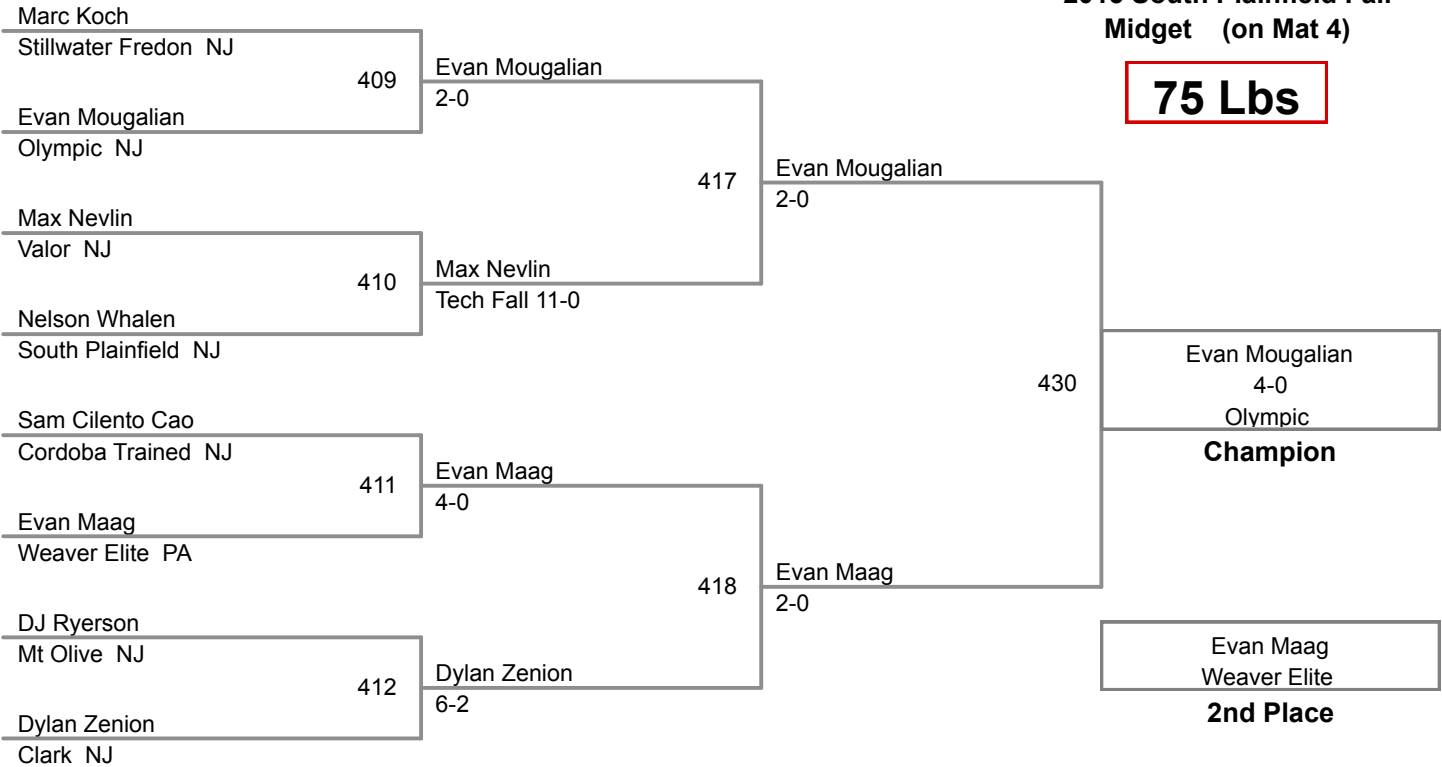 Midget (on Mat 4)
75 Lbs
Marc Koch
Stillwater Fredon NJ
409
Evan Mougalian
2-0
Evan Mougalian
Olympic NJ
417
Evan Mougalian
2-0
Max Nevlin
Valor NJ
410
Max Nevlin
Tech Fall 11-0
Nelson Whalen
South Plainfield NJ
430
Evan Mougalian
4-0
Olympic
Champion
Sam Cilento Cao
Cordoba Trained NJ
411
Evan Maag
4-0
Evan Maag
Weaver Elite PA
418
Evan Maag
2-0
DJ Ryerson
Mt Olive NJ
412
Dylan Zenion
6-2
Dylan Zenion
Clark NJ
Evan Maag
Weaver Elite
2nd Place